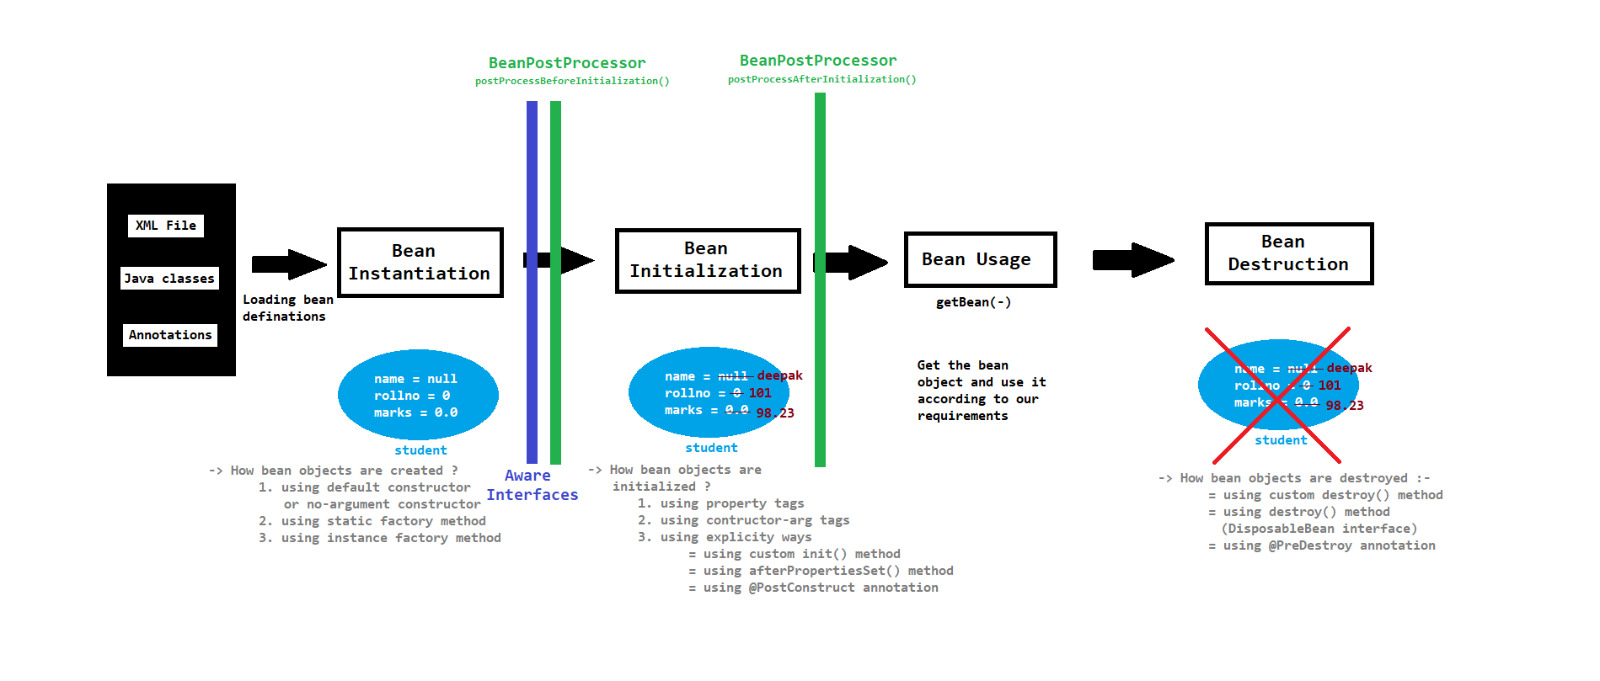 BeanPostProcessor
postProcessBeforeInitialization()
BeanPostProcessor
postProcessAfterInitialization()
XML File
Java classes
Annotations
Loading bean
definations
Bean
Instantiation
Bean
Initialization
Bean Usage
getBean(-)
Bean
Destruction
name = null
rollno = 0
marks = 0.0
student
name = null deepak
rollno = 0 101
marks = 0.0 98.23
student
Get the bean
object and use it
according to our
requirements
name = null deepak
rollno = 0 101
marks = 0.0 98.23
student
-> How bean objects are created ?
1. using default constructor
or no-argument constructor
2. using static factory method
3. using instance factory method
Aware
Interfaces
-> How bean objects are
initialized ?
1. using property tags
2. using contructor-arg tags
3. using explicity ways
= using custom init() method
= using afterPropertiesSet() method
= using @PostConstruct annotation
-> How bean objects are destroyed :-
= using custom destroy() method
= using destroy() method
(DisposableBean interface)
= using @PreDestroy annotation